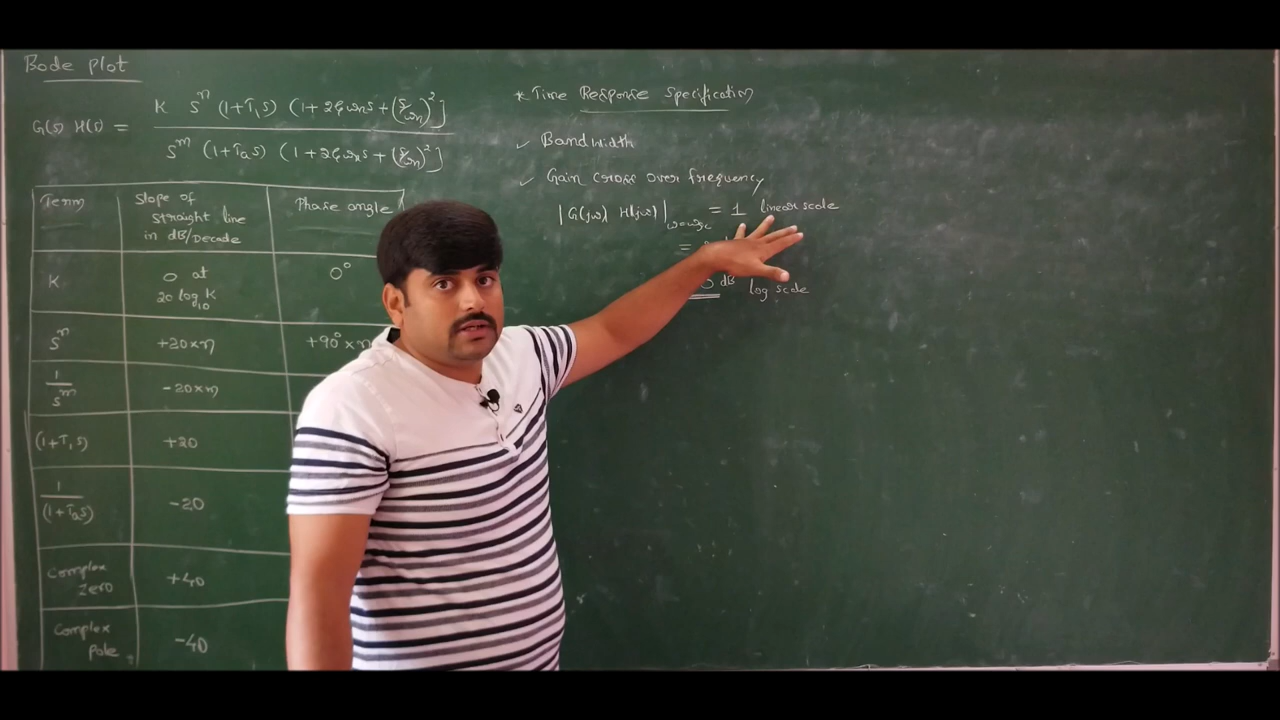 Bode plot
G(s) H(s) = K s^n (1+T₁s) (1+2ζωns+(s/ωn)²]
s^m (1+T₂s) (1+2ζωns+(s/ωn)²]
Term
Slope of straight line in dB/Decade
Phase angle
K
0 at 20 log₁₀ K
0°
s^n
+20×n
+90°×n
1/s^m
-20×n
(1+T₁s)
+20
1/(1+T₂s)
-20
Complex zero
+40
Complex pole
-40
* Time Response Specification
✓ Bandwidth
✓ Gain cross over frequency
|G(jω) H(jω)|ω=ωgc = 1 linear scale
=
0 dB log scale